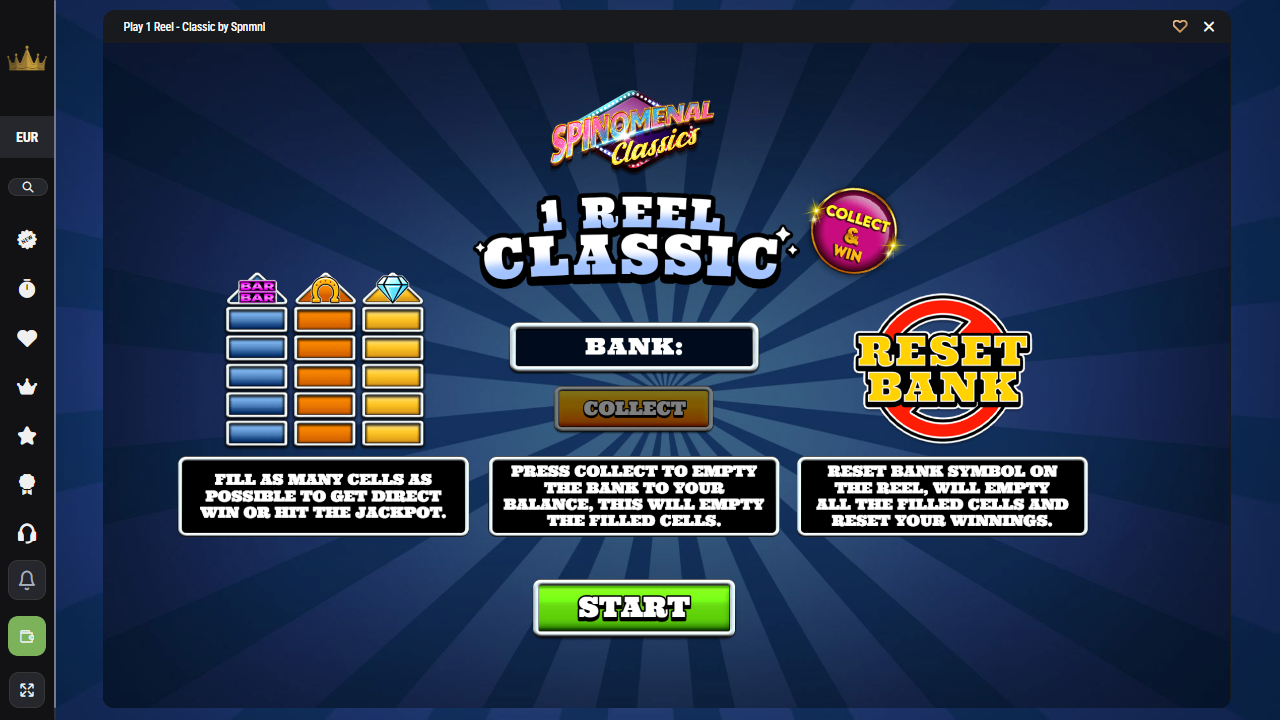 Play 1 Reel - Classic by Spnmnl
EUR
NEW
SPINOMENAL
Classics
1 REEL
CLASSIC
COLLECT
&
WIN
BAR
BAR
BANK:
COLLECT
RESET
BANK
FILL AS MANY CELLS AS
POSSIBLE TO GET DIRECT
WIN OR HIT THE JACKPOT.
PRESS COLLECT TO EMPTY
THE BANK TO YOUR
BALANCE, THIS WILL EMPTY
THE FILLED CELLS.
RESET BANK SYMBOL ON
THE REEL, WILL EMPTY
ALL THE FILLED CELLS AND
RESET YOUR WINNINGS.
START